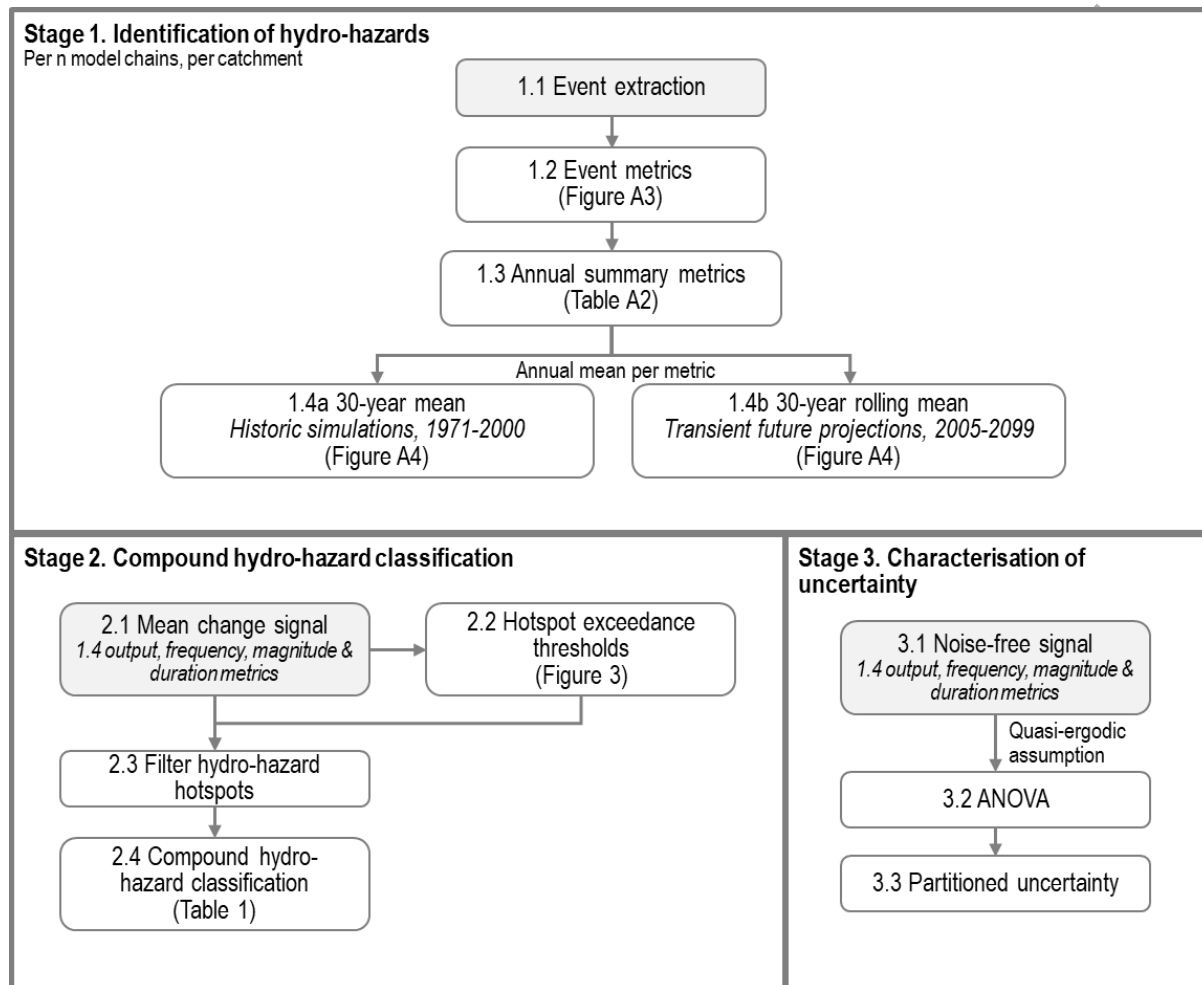 Stage 1. Identification of hydro-hazards
Per n model chains, per catchment
1.1 Event extraction
1.2 Event metrics
(Figure A3)
1.3 Annual summary metrics
(Table A2)
Annual mean per metric
1.4a 30-year mean
Historic simulations, 1971-2000
(Figure A4)
1.4b 30-year rolling mean
Transient future projections, 2005-2099
(Figure A4)
Stage 2. Compound hydro-hazard classification
2.1 Mean change signal
1.4 output, frequency, magnitude &
duration metrics
2.2 Hotspot exceedance
thresholds
(Figure 3)
2.3 Filter hydro-hazard
hotspots
2.4 Compound hydro-
hazard classification
(Table 1)
Stage 3. Characterisation of
uncertainty
3.1 Noise-free signal
1.4 output, frequency, magnitude &
duration metrics
Quasi-ergodic
assumption
3.2 ANOVA
3.3 Partitioned uncertainty